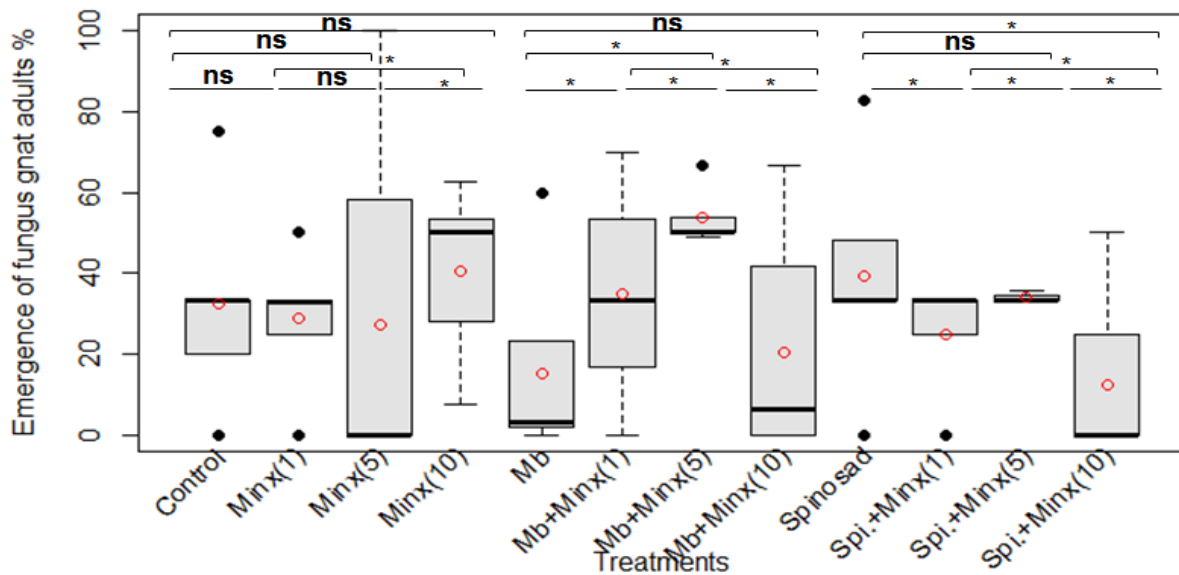 Emergence of fungus gnat adults %
100
80
60
40
20
0
ns ns *
ns * ns
* * *
ns ns * * * * * * *
Control
Minx(1)
Minx(5)
Minx(10)
Mb
Mb+Minx(1)
Mb+Minx(5)
Mb+Minx(10)
Spinosad
Spi.+Minx(1)
Spi.+Minx(5)
Spi.+Minx(10)
Treatments